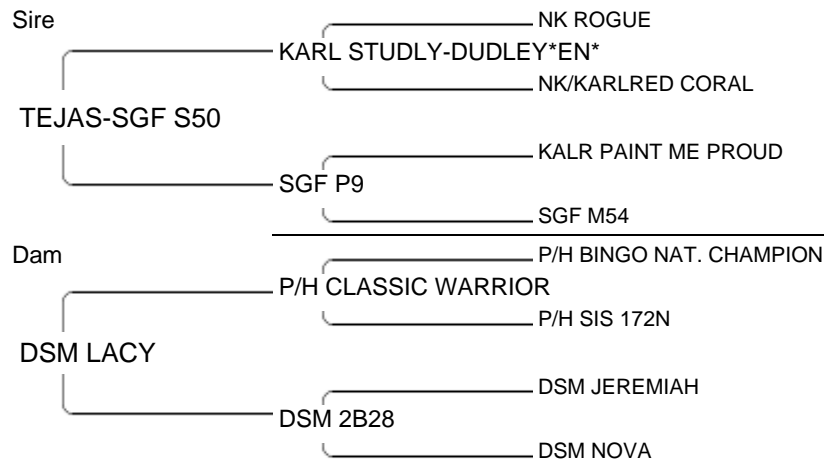 Sire
NK ROGUE
KARL STUDLY-DUDLEY*EN*
NK/KARLRED CORAL
TEJAS-SGF S50
KALR PAINT ME PROUD
SGF P9
SGF M54
Dam
P/H BINGO NAT. CHAMPION
P/H CLASSIC WARRIOR
P/H SIS 172N
DSM LACY
DSM JEREMIAH
DSM 2B28
DSM NOVA